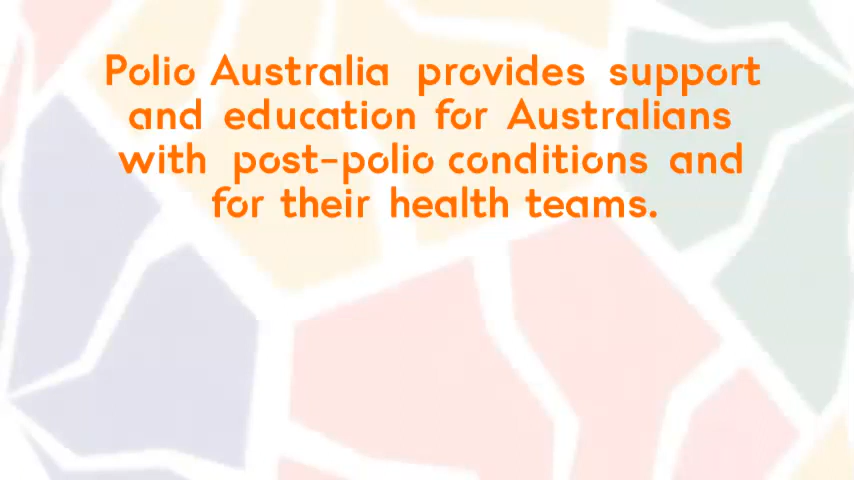 Polio Australia provides support
and education for Australians
with post-polio conditions and
for their health teams.